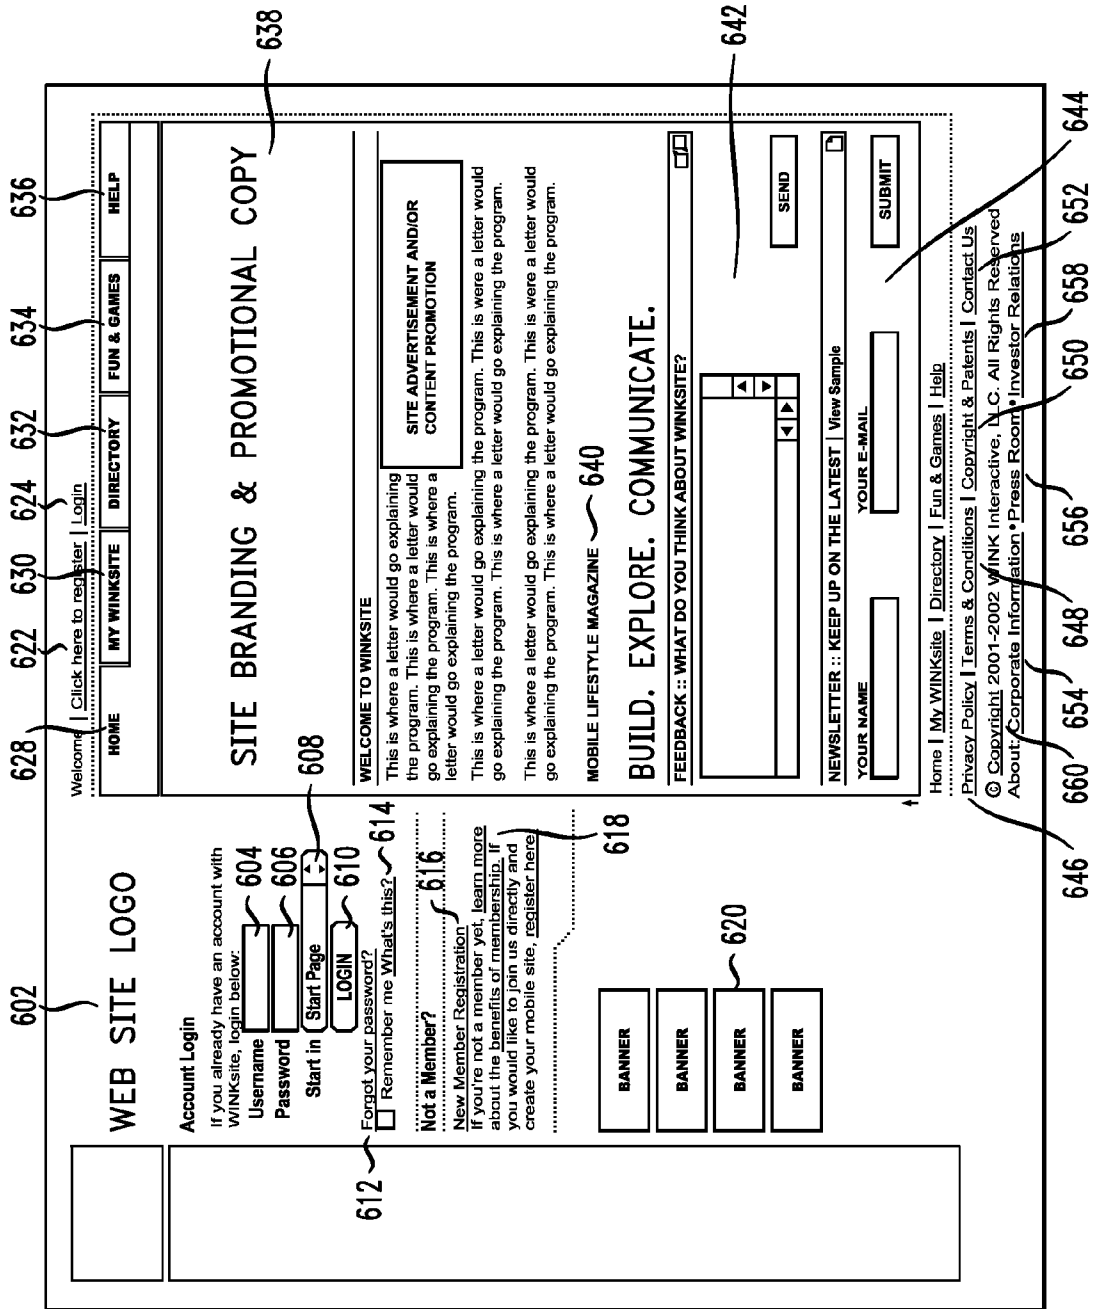 602
WEB SITE LOGO
Account Login
If you already have an account with
WINKsite, login below:
Username
604
Password
606
Start in
Start Page
608
LOGIN
610
612
Forgot your password?
Remember me What's this?
614
Not a Member?
616
New Member Registration
If you're not a member yet, learn more
about the benefits of membership. If
you would like to join us directly and
create your mobile site, register here
618
BANNER
BANNER
BANNER
BANNER
620
628
622
630
624
632
634
636
Welcome | Click here to register | Login
HOME
MY WINKSITE
DIRECTORY
FUN & GAMES
HELP
SITE BRANDING & PROMOTIONAL COPY
638
WELCOME TO WINKSITE
This is where a letter would go explaining
the program. This is where a letter would
go explaining the program. This is where a
letter would go explaining the program.
SITE ADVERTISEMENT AND/OR
CONTENT PROMOTION
This is where a letter would go explaining the program. This is were a letter would
go explaining the program. This is where a letter would go explaining the program.
This is where a letter would go explaining the program. This is were a letter would
go explaining the program. This is where a letter would go explaining the program.
MOBILE LIFESTYLE MAGAZINE
640
BUILD. EXPLORE. COMMUNICATE.
FEEDBACK :: WHAT DO YOU THINK ABOUT WINKSITE?
642
SEND
NEWSLETTER :: KEEP UP ON THE LATEST | View Sample
YOUR NAME
YOUR E-MAIL
SUBMIT
644
Home | My WINKsite | Directory | Fun & Games | Help
Privacy Policy | Terms & Conditions | Copyright & Patents | Contact Us
© Copyright 2001-2002 WINK Interactive, LLC. All Rights Reserved
About: Corporate Information • Press Room • Investor Relations
646
660
654
648
656
650
658
652